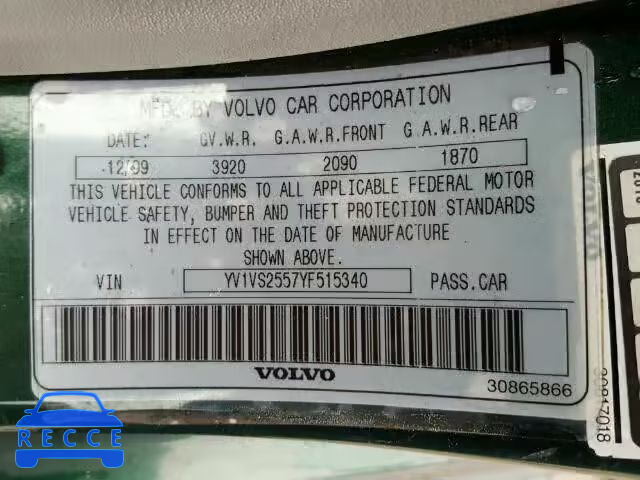 MFD. BY VOLVO CAR CORPORATION
DATE: GV.W.R. G.A.W.R.FRONT G.A.W.R.REAR
12/99 3920 2090 1870
THIS VEHICLE CONFORMS TO ALL APPLICABLE FEDERAL MOTOR
VEHICLE SAFETY, BUMPER AND THEFT PROTECTION STANDARDS
IN EFFECT ON THE DATE OF MANUFACTURE
SHOWN ABOVE.
VIN YV1VS2557YF515340 PASS.CAR
VOLVO
30865866
VOLVO
30817018
RECCE